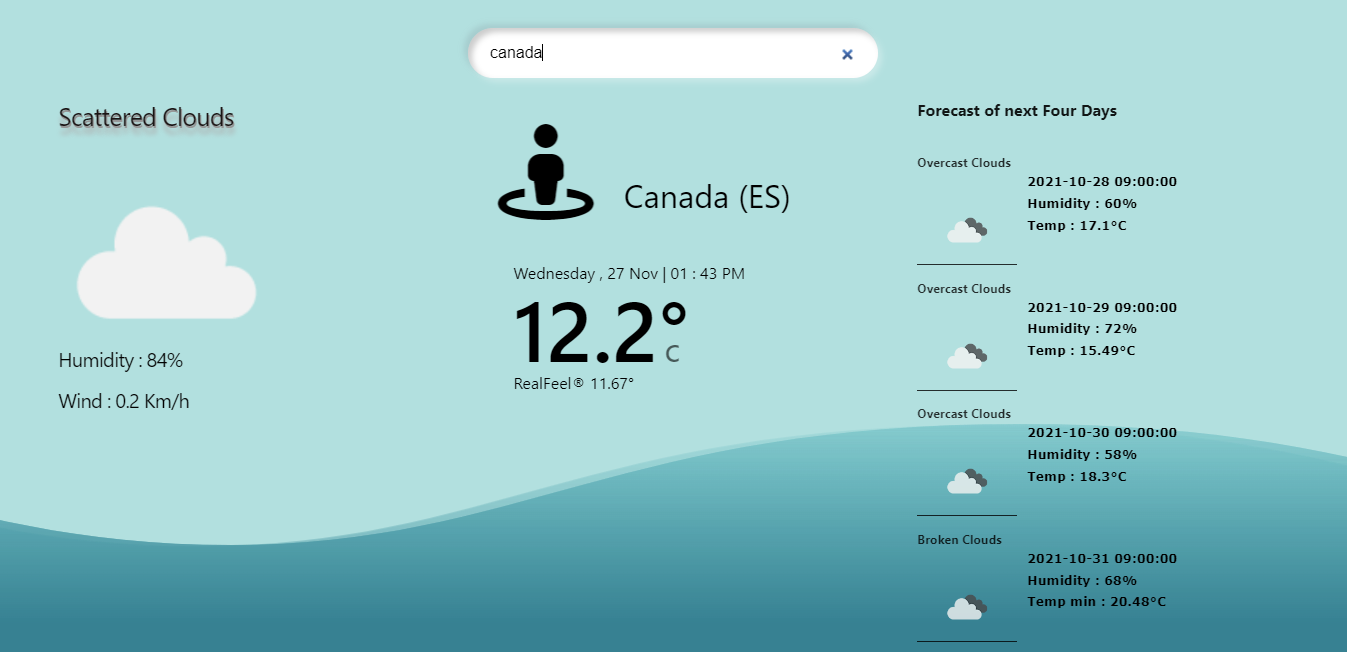 canada
Scattered Clouds
Humidity : 84%
Wind : 0.2 Km/h
Canada (ES)
Wednesday , 27 Nov | 01 : 43 PM
12.2° C
RealFeel® 11.67°
Forecast of next Four Days
Overcast Clouds
2021-10-28 09:00:00
Humidity : 60%
Temp : 17.1°C
Overcast Clouds
2021-10-29 09:00:00
Humidity : 72%
Temp : 15.49°C
Overcast Clouds
2021-10-30 09:00:00
Humidity : 58%
Temp : 18.3°C
Broken Clouds
2021-10-31 09:00:00
Humidity : 68%
Temp min : 20.48°C